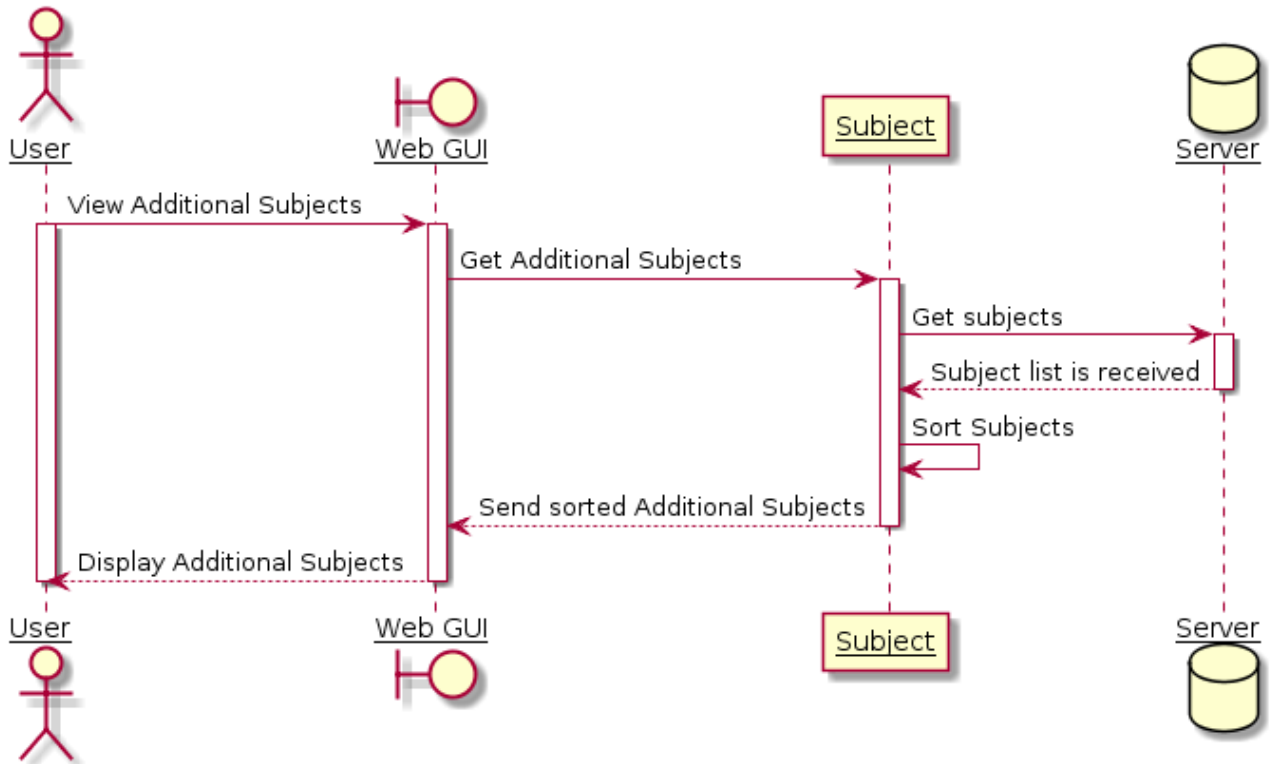 User
Web GUI
Subject
Server
View Additional Subjects
Get Additional Subjects
Get subjects
Subject list is received
Sort Subjects
Send sorted Additional Subjects
Display Additional Subjects
User
Web GUI
Subject
Server